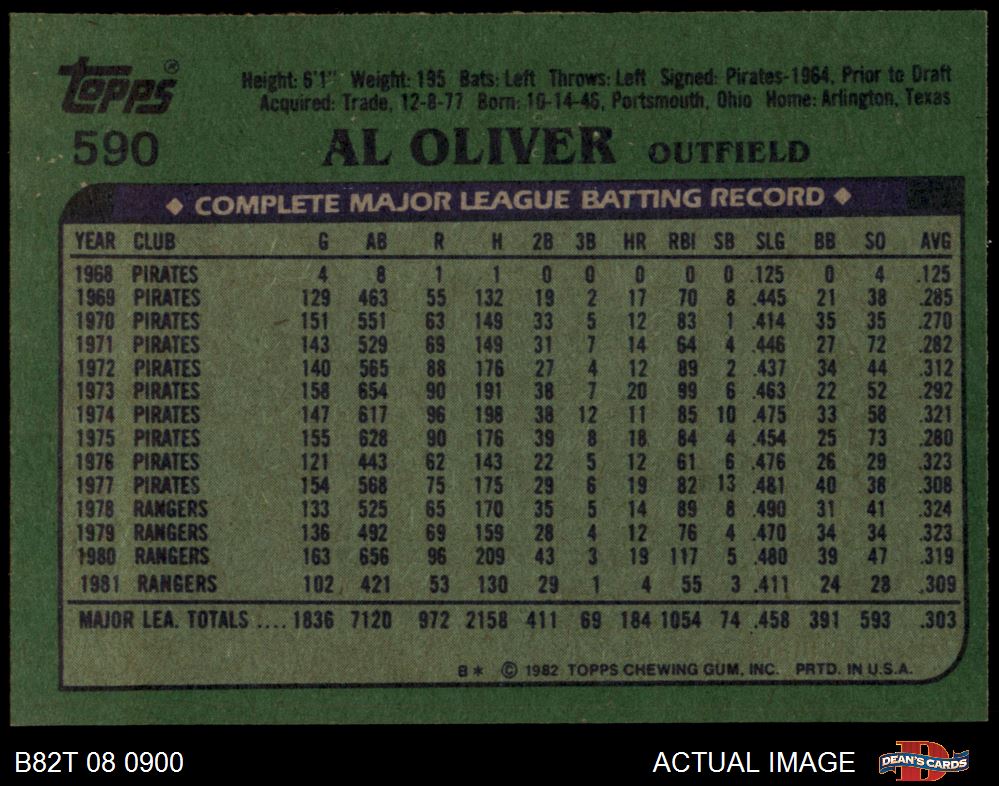 Topps®
Height: 6'1" Weight: 195 Bats: Left Throws: Left Signed: Pirates-1964, Prior to Draft
Acquired: Trade, 12-8-77 Born: 10-14-46, Portsmouth, Ohio Home: Arlington, Texas
590 AL OLIVER OUTFIELD
◆ COMPLETE MAJOR LEAGUE BATTING RECORD ◆
YEAR CLUB G AB R H 2B 3B HR RBI SB SLG BB SO AVG
1968 PIRATES 4 8 1 1 0 0 0 0 0 .125 0 4 .125
1969 PIRATES 129 463 55 132 19 2 17 70 8 .445 21 38 .285
1970 PIRATES 151 551 63 149 33 5 12 83 1 .414 35 35 .270
1971 PIRATES 143 529 69 149 31 7 14 64 4 .446 27 72 .282
1972 PIRATES 140 565 88 176 27 4 12 89 2 .437 34 44 .312
1973 PIRATES 158 654 90 191 38 7 20 99 6 .463 22 52 .292
1974 PIRATES 147 617 96 198 38 12 11 85 10 .475 33 58 .321
1975 PIRATES 155 628 90 176 39 8 18 84 4 .454 25 73 .280
1976 PIRATES 121 443 62 143 22 5 12 61 6 .476 26 29 .323
1977 PIRATES 154 568 75 175 29 6 19 82 13 .481 40 38 .308
1978 RANGERS 133 525 65 170 35 5 14 89 8 .490 31 41 .324
1979 RANGERS 136 492 69 159 28 4 12 76 4 .470 34 34 .323
1980 RANGERS 163 656 96 209 43 3 19 117 5 .480 39 47 .319
1981 RANGERS 102 421 53 130 29 1 4 55 3 .411 24 28 .309
MAJOR LEA. TOTALS .... 1836 7120 972 2158 411 69 184 1054 74 .458 391 593 .303
B* © 1982 TOPPS CHEWING GUM, INC. PRTD. IN U.S.A.
B82T 08 0900 ACTUAL IMAGE DEAN'S CARDS